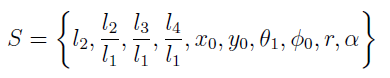 S = { l₂, l₂/l₁, l₃/l₁, l₄/l₁, x₀, y₀, θ₁, ϕ₀, r, α }